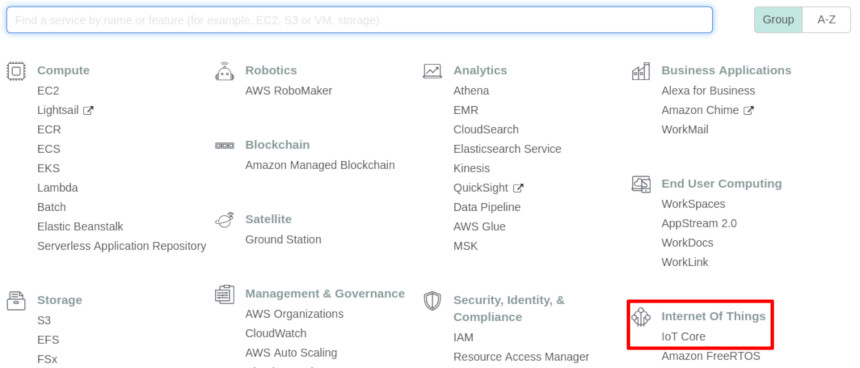 Find a service by name or feature (for example, EC2, S3 or VM, storage).
Group
A-Z
Compute
EC2
Lightsail
ECR
ECS
EKS
Lambda
Batch
Elastic Beanstalk
Serverless Application Repository
Storage
S3
EFS
FSx
Robotics
AWS RoboMaker
Blockchain
Amazon Managed Blockchain
Satellite
Ground Station
Management & Governance
AWS Organizations
CloudWatch
AWS Auto Scaling
Analytics
Athena
EMR
CloudSearch
Elasticsearch Service
Kinesis
QuickSight
Data Pipeline
AWS Glue
MSK
Security, Identity, &
Compliance
IAM
Resource Access Manager
Business Applications
Alexa for Business
Amazon Chime
WorkMail
End User Computing
WorkSpaces
AppStream 2.0
WorkDocs
WorkLink
Internet Of Things
IoT Core
Amazon FreeRTOS